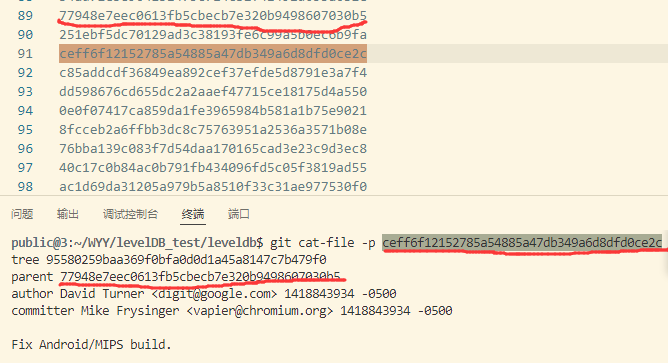 89 77948e7eec0613fb5cbecb7e320b9498607030b5
90 251ebf5dc70129ad3c38193fe6c99a5b0ec6b9fa
91 ceff6f12152785a54885a47db349a6d8dfd0ce2c
92 c85addcdf36849ea892cef37efde5d8791e3a7f4
93 dd598676cd655dc2a2aaef47715ce18175d4a550
94 0e0f07417ca859da1fe3965984b581a1b75e9021
95 8fcceb2a6ffbb3dc8c75763951a2536a3571b08e
96 76bba139c083f7d54daa170165cad3e23c9d3ec8
97 40c17c0b84ac0b791fb434096fd5c05f3819ad55
98 ac1d69da31205a979b5a8510f33c31ae977530f0
问题 输出 调试控制台 终端 端口
public@3:~/WYY/levelDB_test/leveldb$ git cat-file -p ceff6f12152785a54885a47db349a6d8dfd0ce2c
tree 95580259baa369f0bfa0d0d1a45a8147c7b479f0
parent 77948e7eec0613fb5cbecb7e320b9498607030b5
author David Turner <digit@google.com> 1418843934 -0500
committer Mike Frysinger <vapier@chromium.org> 1418843934 -0500
Fix Android/MIPS build.